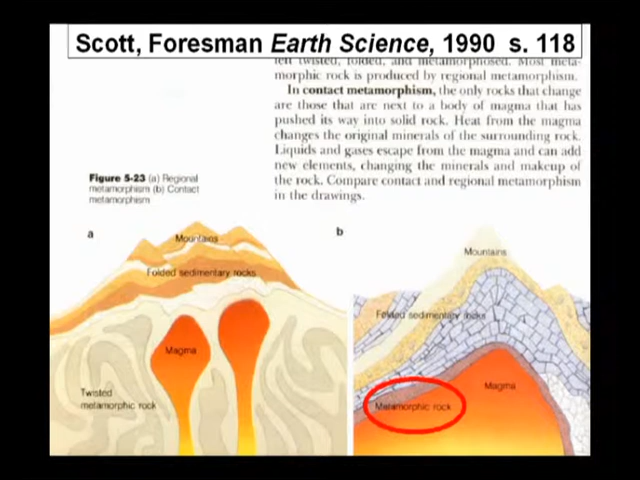 Scott, Foresman Earth Science, 1990 s. 118
left twisted, folded, and metamorphosed. Most meta-
morphic rock is produced by regional metamorphism.
In contact metamorphism, the only rocks that change
are those that are next to a body of magma that has
pushed its way into solid rock. Heat from the magma
changes the original minerals of the surrounding rock.
Liquids and gases escape from the magma and can add
new elements, changing the minerals and makeup of
the rock. Compare contact and regional metamorphism
in the drawings.
Figure 5-23 (a) Regional
metamorphism (b) Contact
metamorphism
a
Mountains
Folded sedimentary rocks
Magma
Twisted
metamorphic rock
b
Mountains
Folded sedimentary rocks
Magma
Metamorphic rock